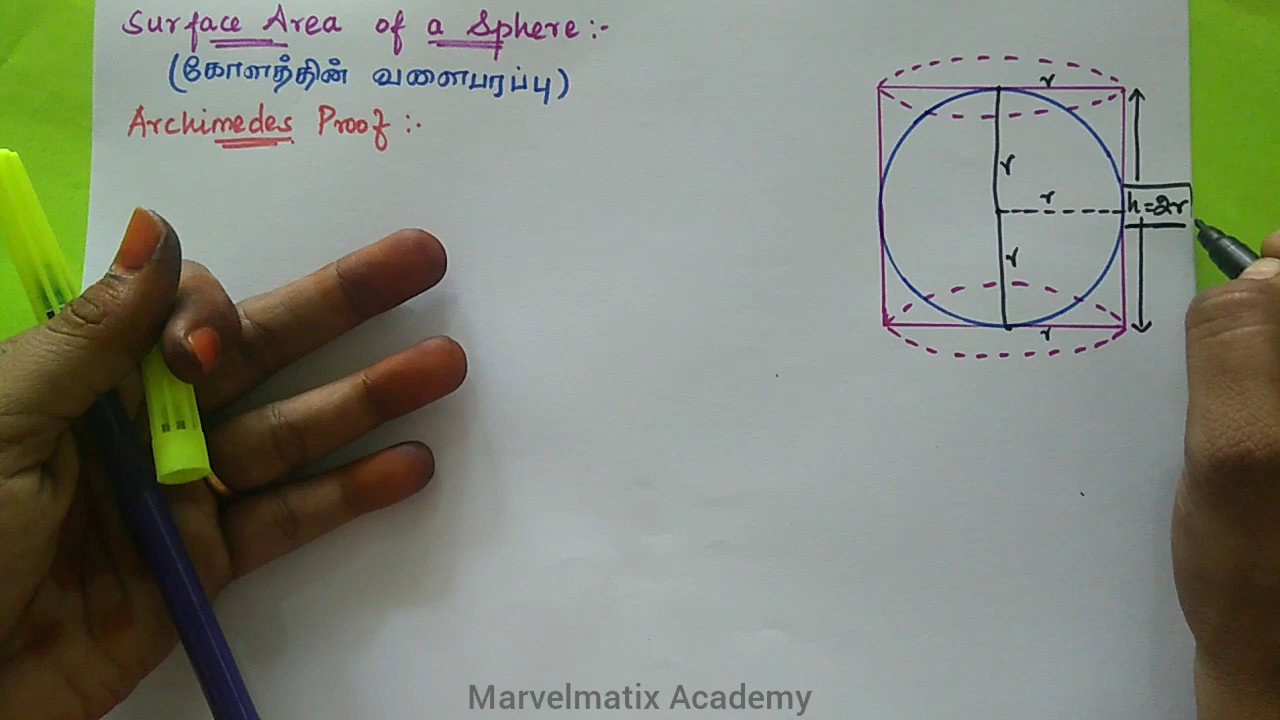 Surface Area of a Sphere:-
(கோளத்தின் வளைபரப்பு)
Archimedes Proof :-
r
r
r
h=2r
r
r
Marvelmatix Academy